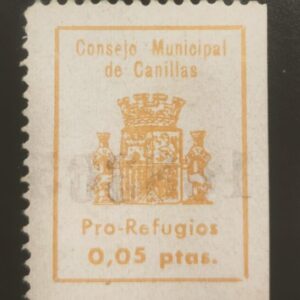 Consejo Municipal
de Canillas
Pro-Refugios
0,05 ptas.